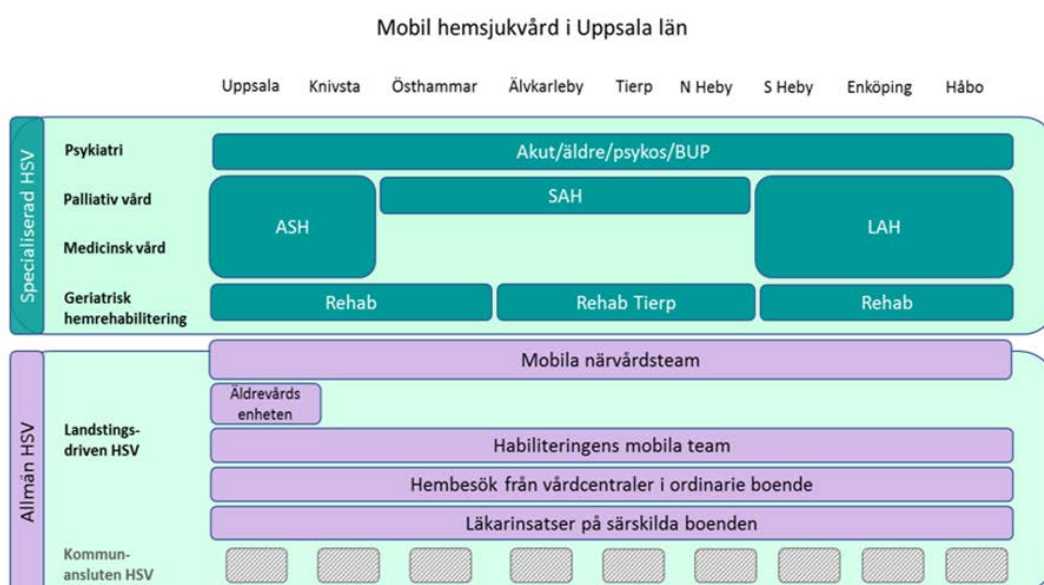 Mobil hemsjukvård i Uppsala län
Uppsala Knivsta Östhammar Älvkarleby Tierp N Heby S Heby Enköping Håbo
Specialiserad HSV
Psykiatri
Akut/äldre/psykos/BUP
Palliativ vård
SAH
ASH
LAH
Medicinsk vård
Geriatrisk
hemrehabilitering
Rehab
Rehab Tierp
Rehab
Allmän HSV
Mobila närvårdsteam
Äldrevårds
enheten
Landstings-
driven HSV
Habiliteringens mobila team
Hembesök från vårdcentraler i ordinarie boende
Läkarinsatser på särskilda boenden
Kommun-
ansluten HSV